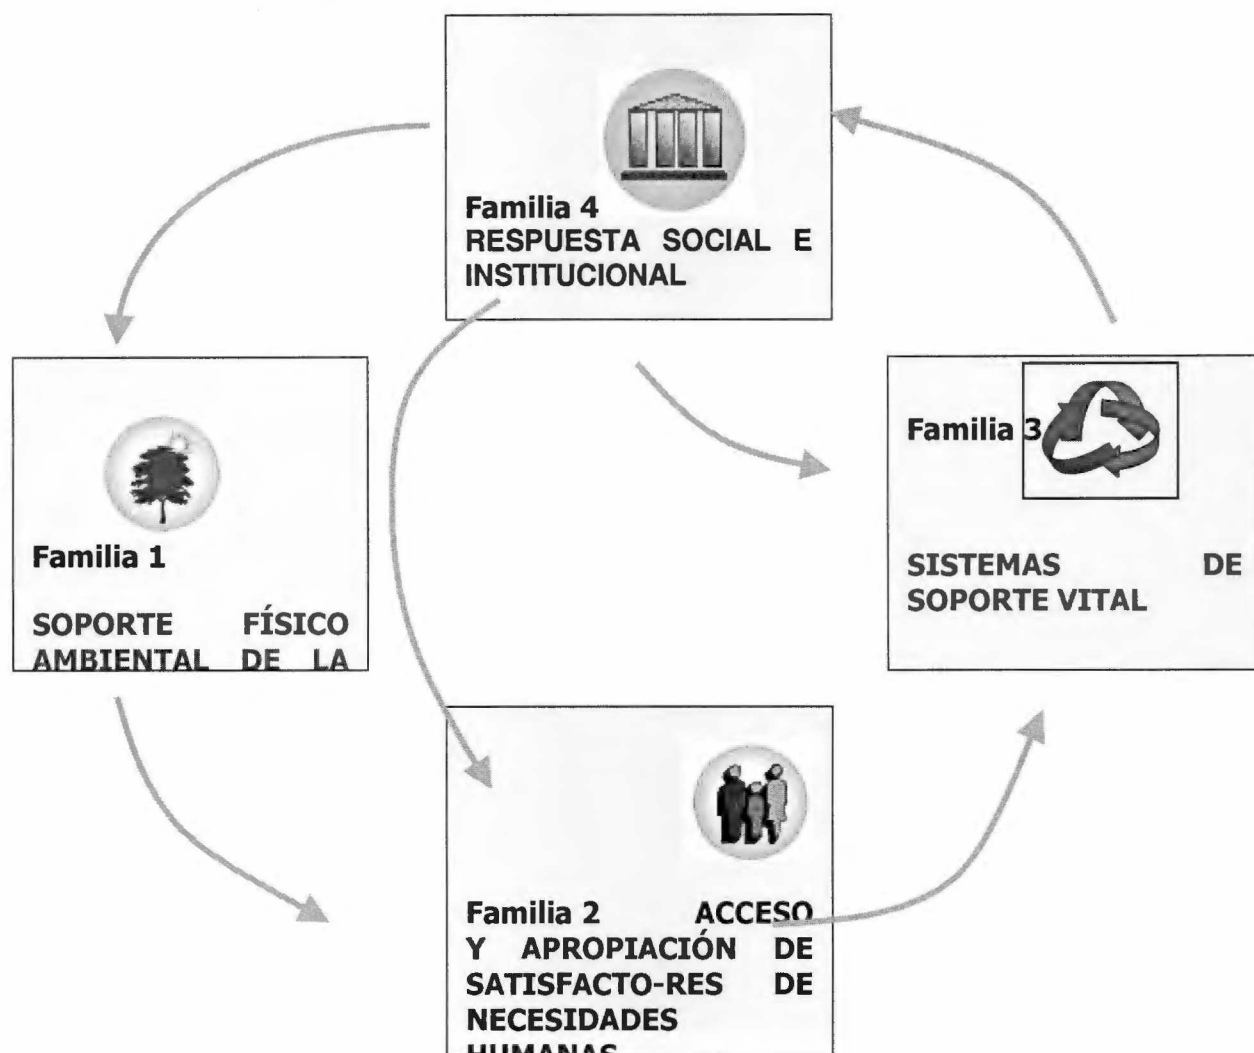 Familia 4
RESPUESTA SOCIAL E
INSTITUCIONAL
Familia 1
SOPORTE FÍSICO
AMBIENTAL DE LA
Familia 3
SISTEMAS DE
SOPORTE VITAL
Familia 2 ACCESO
Y APROPIACIÓN DE
SATISFACTO-RES DE
NECESIDADES
HUMANAS